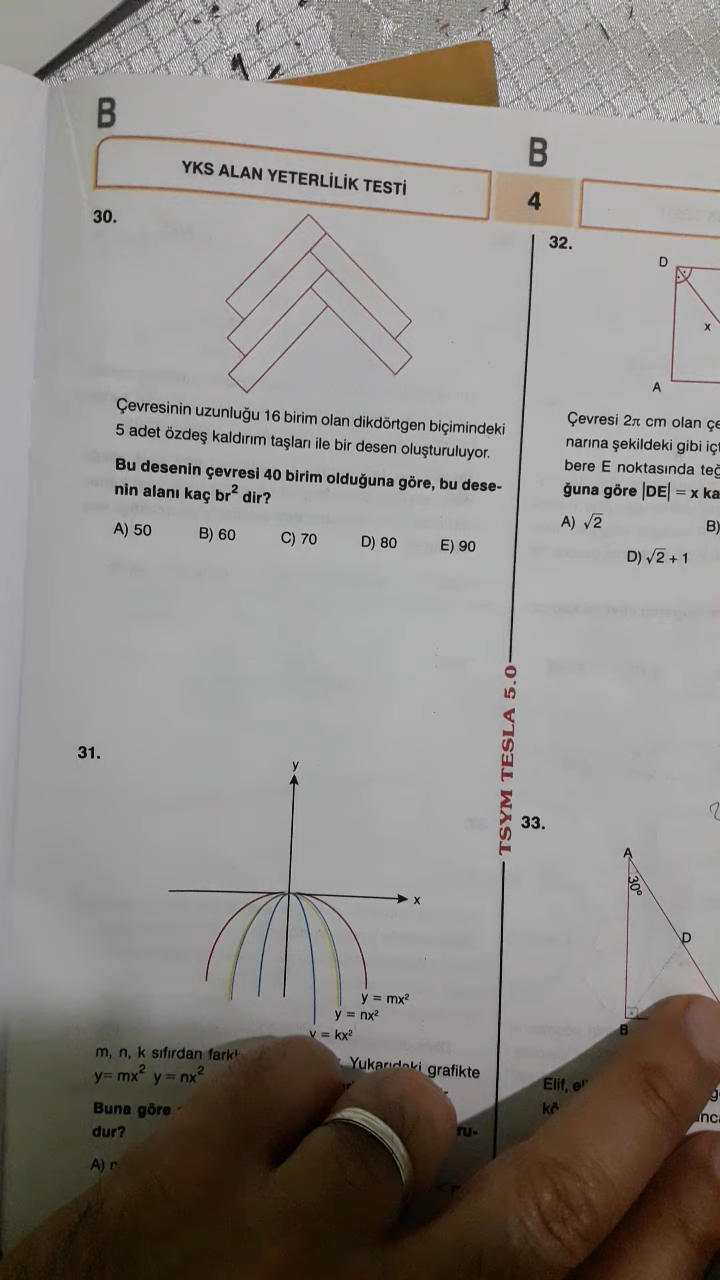 B
YKS ALAN YETERLİLİK TESTİ
30.
Çevresinin uzunluğu 16 birim olan dikdörtgen biçimindeki
5 adet özdeş kaldırım taşları ile bir desen oluşturuluyor.
Bu desenin çevresi 40 birim olduğuna göre, bu dese-
nin alanı kaç br² dir?
A) 50 B) 60 C) 70 D) 80 E) 90
31.
y
x
y = mx²
y = nx²
y = kx²
m, n, k sıfırdan
Yukarıdaki grafikte
y= mx² y = nx²
Buna göre
ru-
dur?
A)
B
4
TSYM TESLA 5.0
32.
D
x
A
Çevresi 2π cm olan
narına şekildeki gibi
bere E noktasında
ğuna göre |DE| = x
A) √2 B)
D) √2 + 1
33.
A
30°
D
B
Elif,